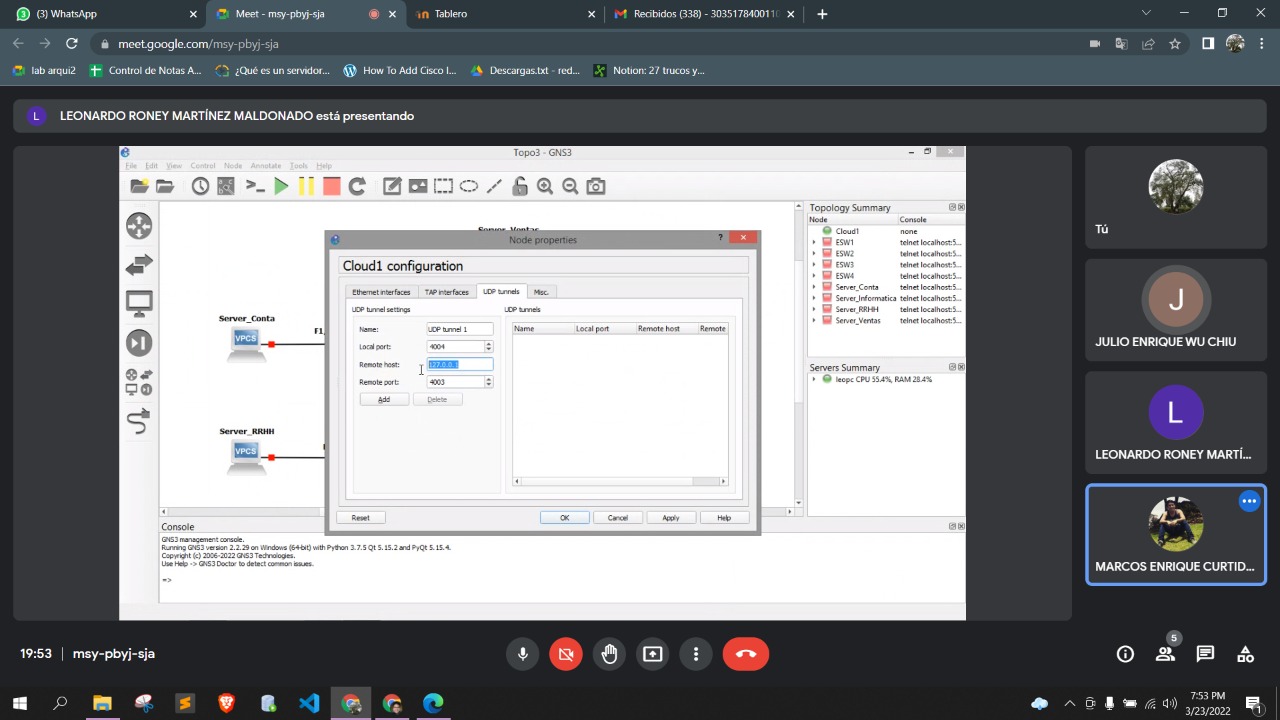 (3) WhatsApp
Meet - msy-pbyj-sja
Tablero
Recibidos (338) - 3035178400110
meet.google.com/msy-pbyj-sja
lab arqui2
Control de Notas A...
¿Qué es un servidor...
How To Add Cisco I...
Descargas.txt - red...
Notion: 27 trucos y...
L
LEONARDO RONEY MARTÍNEZ MALDONADO está presentando
Topo3 - GNS3
File Edit View Control Node Annotate Tools Help
Server_Ventas
Server_Conta
VPCS
F1
Server_RRHH
VPCS
Node properties
Cloud1 configuration
Ethernet interfaces
TAP interfaces
UDP tunnels
Misc.
UDP tunnel settings
Name: UDP tunnel 1
Local port: 4004
Remote host: 127.0.0.1
Remote port: 4003
Add
Delete
UDP tunnels
Name Local port Remote host Remote
Reset
OK
Cancel
Apply
Help
Topology Summary
Node Console
Cloud1 none
ESW1 telnet localhost:5...
ESW2 telnet localhost:5...
ESW3 telnet localhost:5...
ESW4 telnet localhost:5...
Server_Conta telnet localhost:5...
Server_Informatica telnet localhost:5...
Server_RRHH telnet localhost:5...
Server_Ventas telnet localhost:5...
Servers Summary
leopc CPU 55.4%, RAM 28.4%
Console
GNS3 management console.
Running GNS3 version 2.2.29 on Windows (64-bit) with Python 3.7.5 Qt 5.15.2 and PyQt 5.15.4.
Copyright (c) 2006-2022 GNS3 Technologies.
Use Help -> GNS3 Doctor to detect common issues.
=>
Tú
J
JULIO ENRIQUE WU CHIU
L
LEONARDO RONEY MARTÍ...
MARCOS ENRIQUE CURTID...
19:53
msy-pbyj-sja
5
7:53 PM
3/23/2022
1